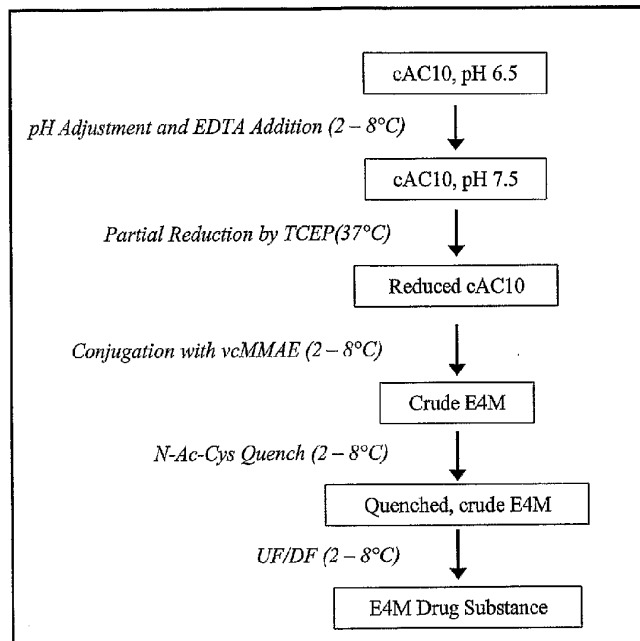 cAC10, pH 6.5
pH Adjustment and EDTA Addition (2 – 8°C)
cAC10, pH 7.5
Partial Reduction by TCEP(37°C)
Reduced cAC10
Conjugation with vcMMAE (2 – 8°C)
Crude E4M
N-Ac-Cys Quench (2 – 8°C)
Quenched, crude E4M
UF/DF (2 – 8°C)
E4M Drug Substance